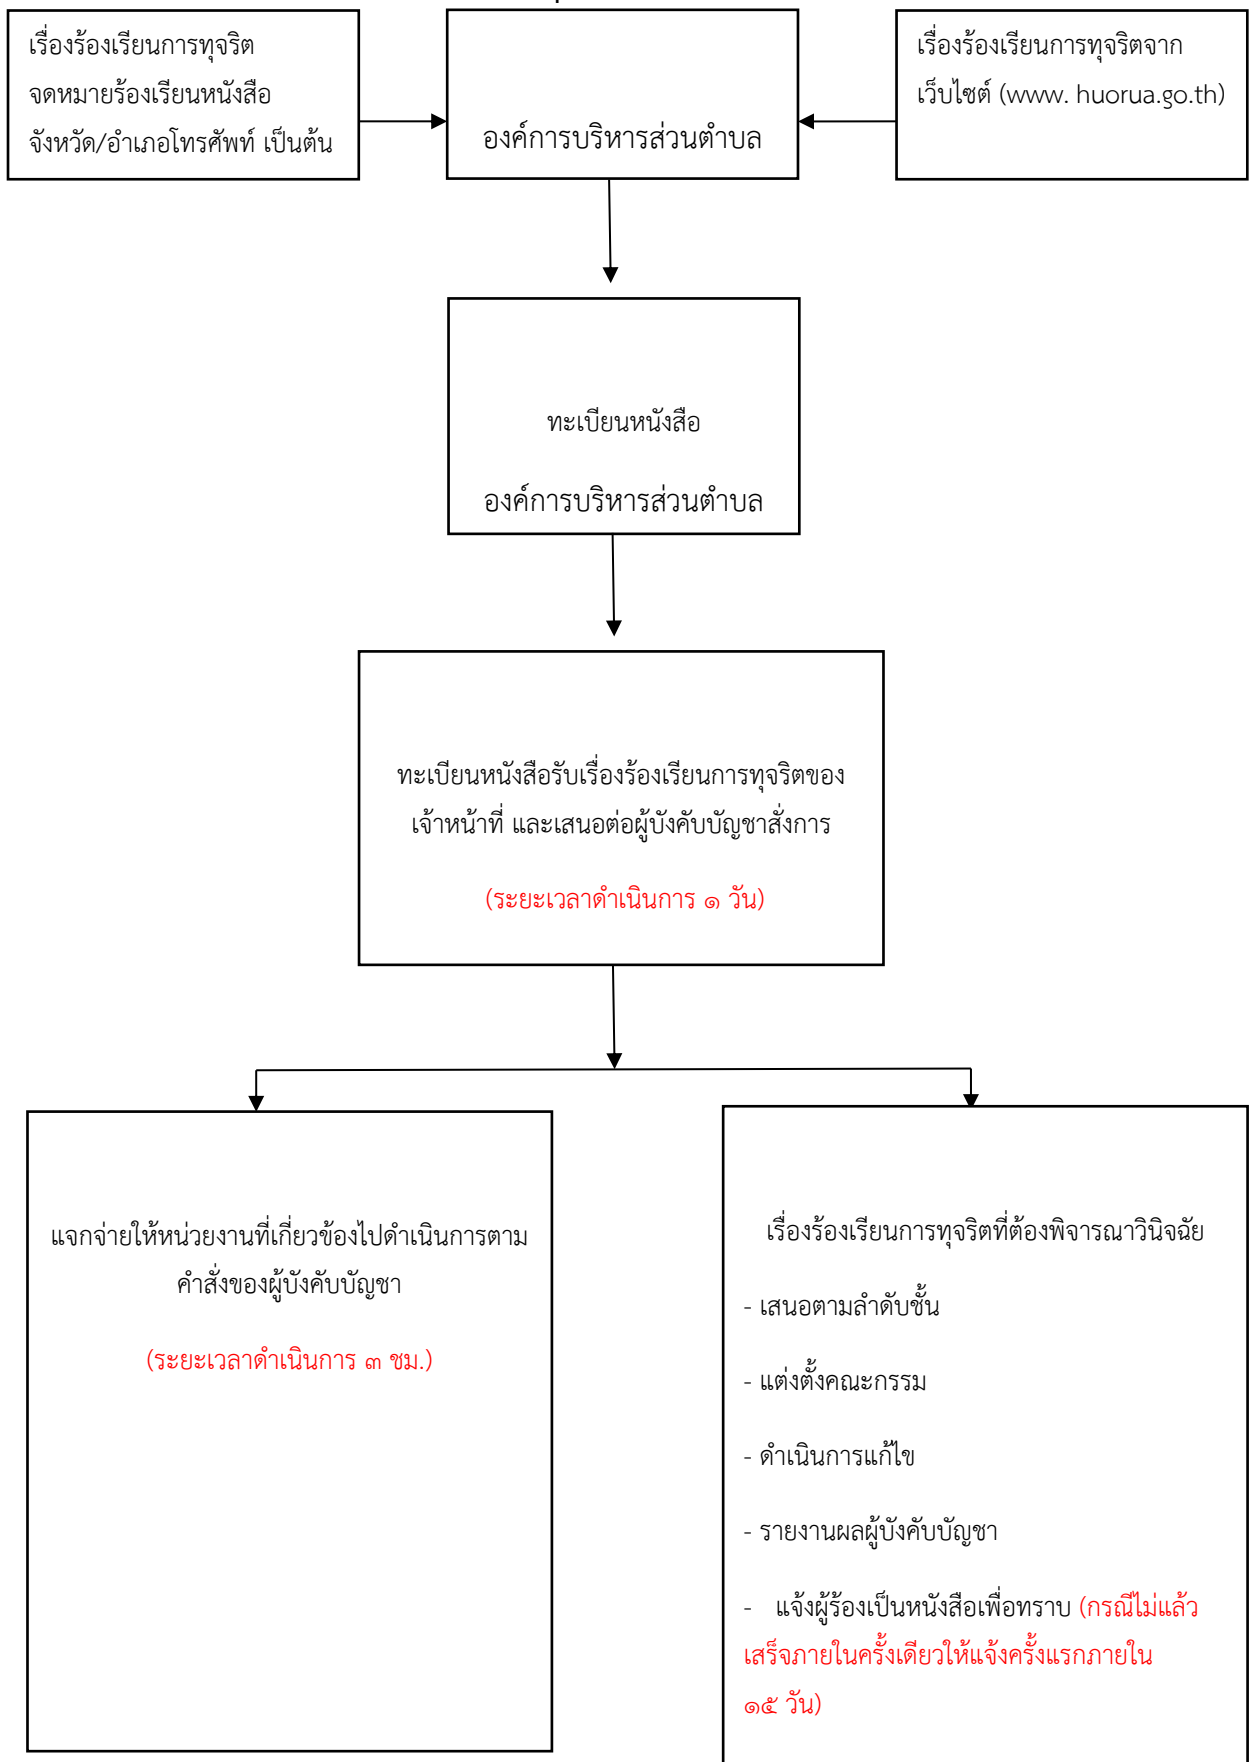 เรื่องร้องเรียนการทุจริต
จดหมายร้องเรียนหนังสือ
จังหวัด/อำเภอโทรศัพท์ เป็นต้น
องค์การบริหารส่วนตำบล
เรื่องร้องเรียนการทุจริตจาก
เว็บไซต์ (www. huorua.go.th)
ทะเบียนหนังสือ
องค์การบริหารส่วนตำบล
ทะเบียนหนังสือรับเรื่องร้องเรียนการทุจริตของ
เจ้าหน้าที่ และเสนอต่อผู้บังคับบัญชาสั่งการ
(ระยะเวลาดำเนินการ ๑ วัน)
แจกจ่ายให้หน่วยงานที่เกี่ยวข้องไปดำเนินการตาม
คำสั่งของผู้บังคับบัญชา
(ระยะเวลาดำเนินการ ๓ ชม.)
เรื่องร้องเรียนการทุจริตที่ต้องพิจารณาวินิจฉัย
- เสนอตามลำดับชั้น
- แต่งตั้งคณะกรรม
- ดำเนินการแก้ไข
- รายงานผลผู้บังคับบัญชา
- แจ้งผู้ร้องเป็นหนังสือเพื่อทราบ (กรณีไม่แล้ว
เสร็จภายในครั้งเดียวให้แจ้งครั้งแรกภายใน
๑๕ วัน)